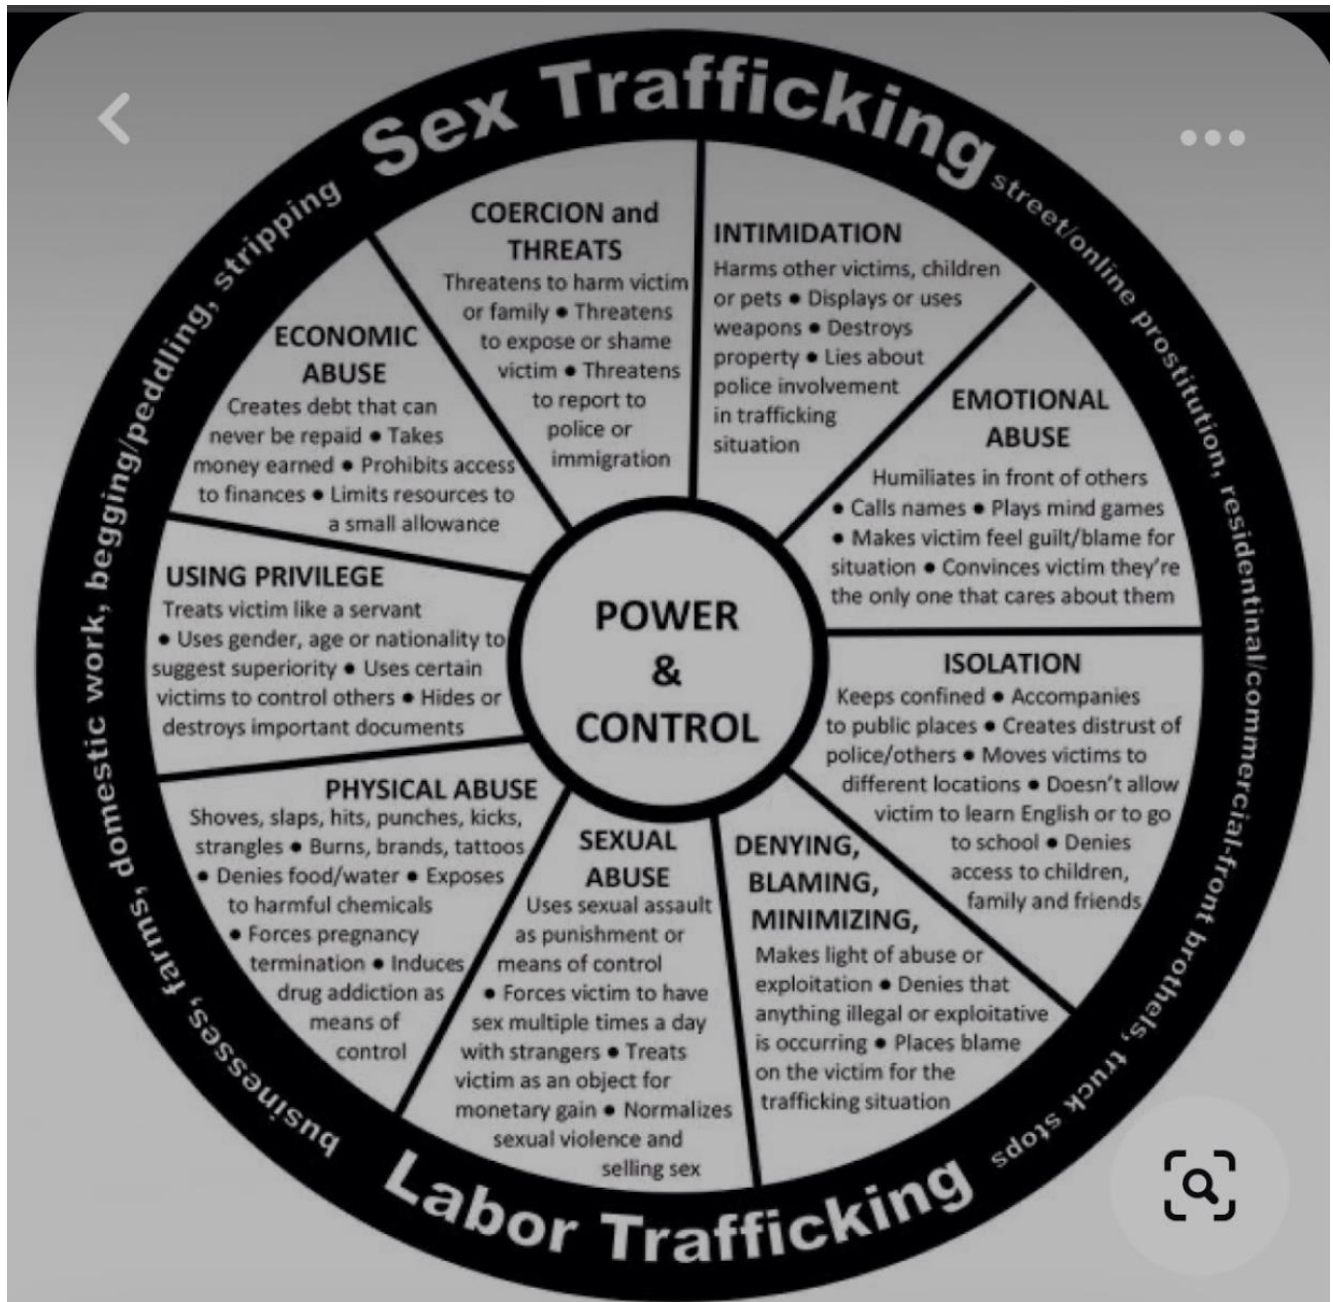 Sex Trafficking
street/online prostitution, residentinal/commercial-front brothels, truck stops
Labor Trafficking
businesses, farms, domestic work, begging/peddling, stripping
POWER
&
CONTROL
COERCION and
THREATS
Threatens to harm victim
or family ● Threatens
to expose or shame
victim ● Threatens
to report to
police or
immigration
INTIMIDATION
Harms other victims, children
or pets ● Displays or uses
weapons ● Destroys
property ● Lies about
police involvement
in trafficking
situation
EMOTIONAL
ABUSE
Humiliates in front of others
● Calls names ● Plays mind games
● Makes victim feel guilt/blame for
situation ● Convinces victim they're
the only one that cares about them
ISOLATION
Keeps confined ● Accompanies
to public places ● Creates distrust of
police/others ● Moves victims to
different locations ● Doesn't allow
victim to learn English or to go
to school ● Denies
access to children,
family and friends
DENYING,
BLAMING,
MINIMIZING,
Makes light of abuse or
exploitation ● Denies that
anything illegal or exploitative
is occurring ● Places blame
on the victim for the
trafficking situation
SEXUAL
ABUSE
Uses sexual assault
as punishment or
means of control
● Forces victim to have
sex multiple times a day
with strangers ● Treats
victim as an object for
monetary gain ● Normalizes
sexual violence and
selling sex
PHYSICAL ABUSE
Shoves, slaps, hits, punches, kicks,
strangles ● Burns, brands, tattoos
● Denies food/water ● Exposes
to harmful chemicals
● Forces pregnancy
termination ● Induces
drug addiction as
means of
control
USING PRIVILEGE
Treats victim like a servant
● Uses gender, age or nationality to
suggest superiority ● Uses certain
victims to control others ● Hides or
destroys important documents
ECONOMIC
ABUSE
Creates debt that can
never be repaid ● Takes
money earned ● Prohibits access
to finances ● Limits resources to
a small allowance